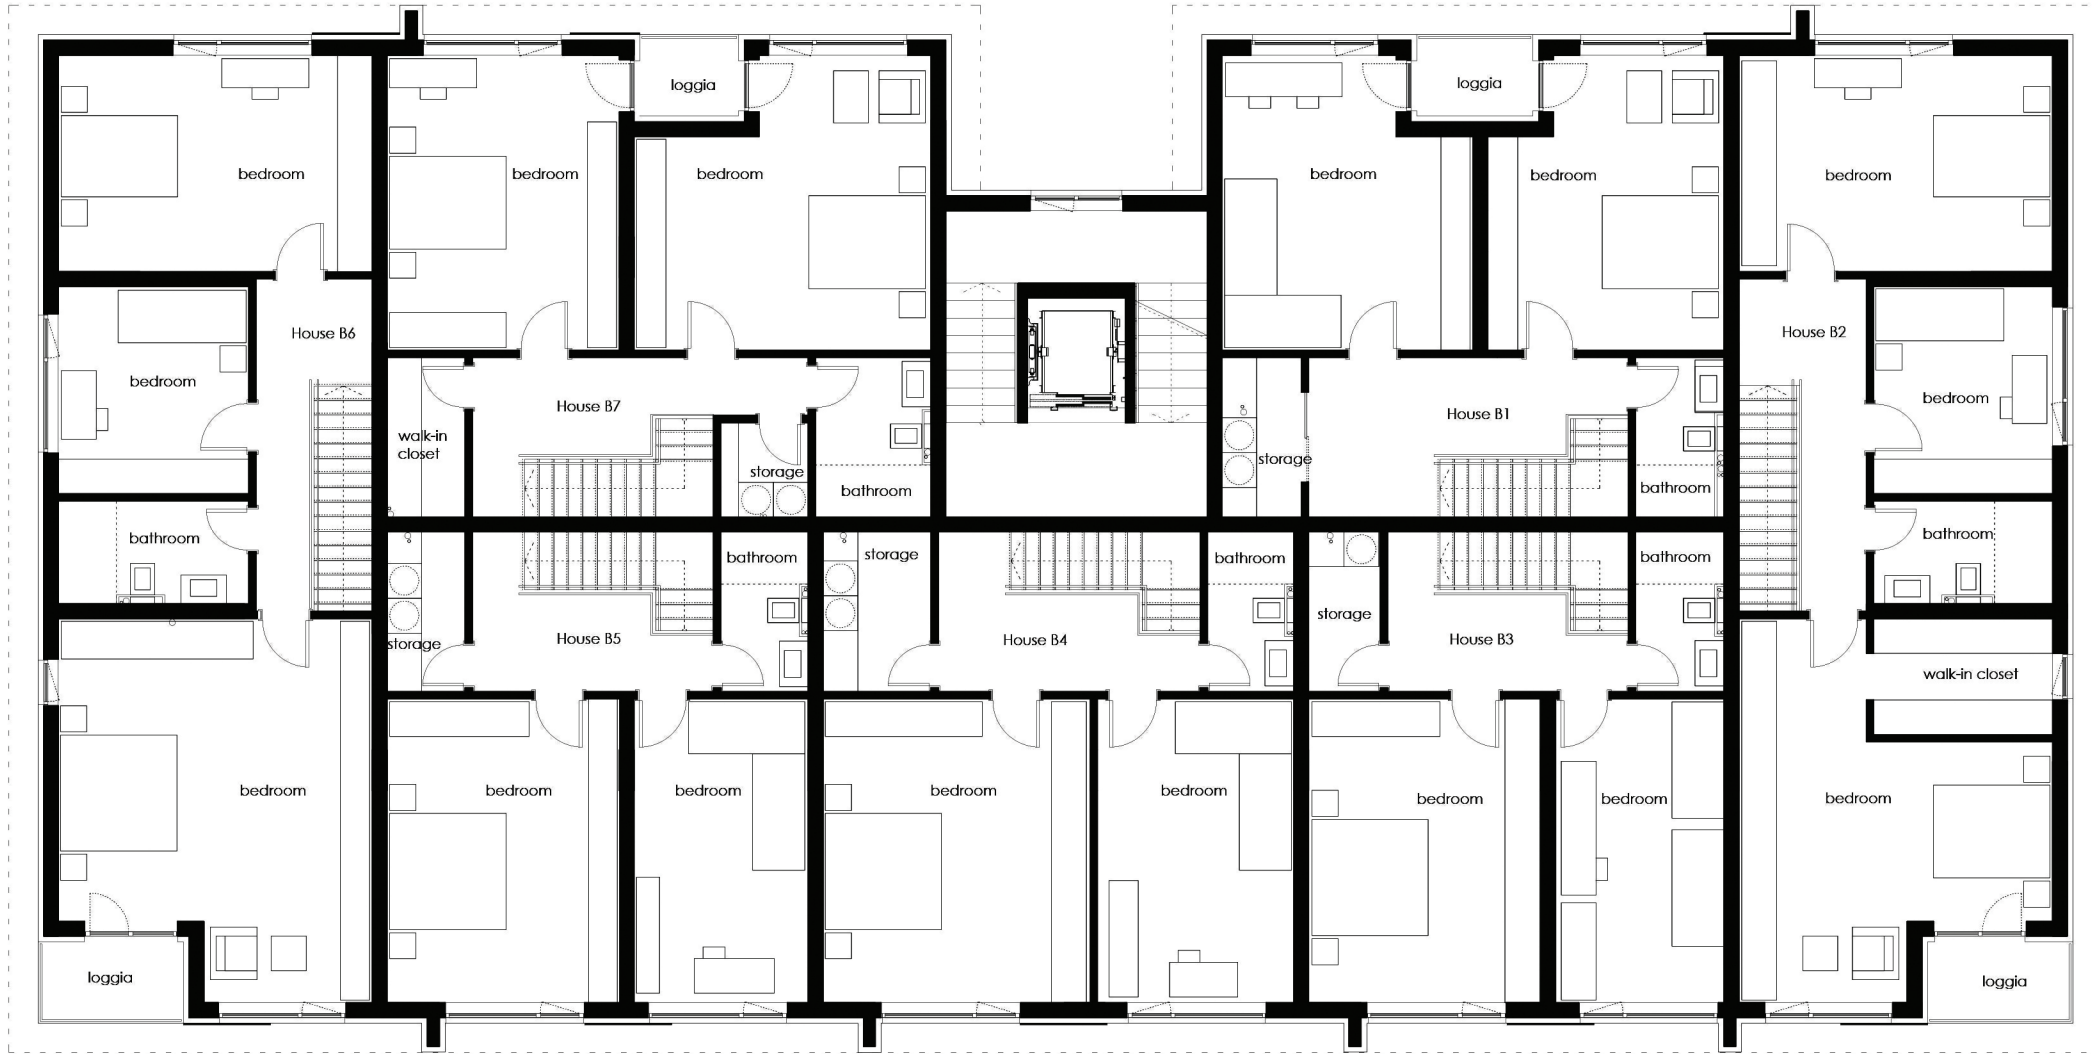 loggia
loggia
bedroom
bedroom
bedroom
bedroom
bedroom
bedroom
House B6
House B2
bedroom
bedroom
House B7
House B1
walk-in
closet
storage
storage
bathroom
bathroom
bathroom
bathroom
bathroom
storage
bathroom
bathroom
storage
House B5
House B4
storage
House B3
walk-in closet
bedroom
bedroom
bedroom
bedroom
bedroom
bedroom
bedroom
bedroom
loggia
loggia